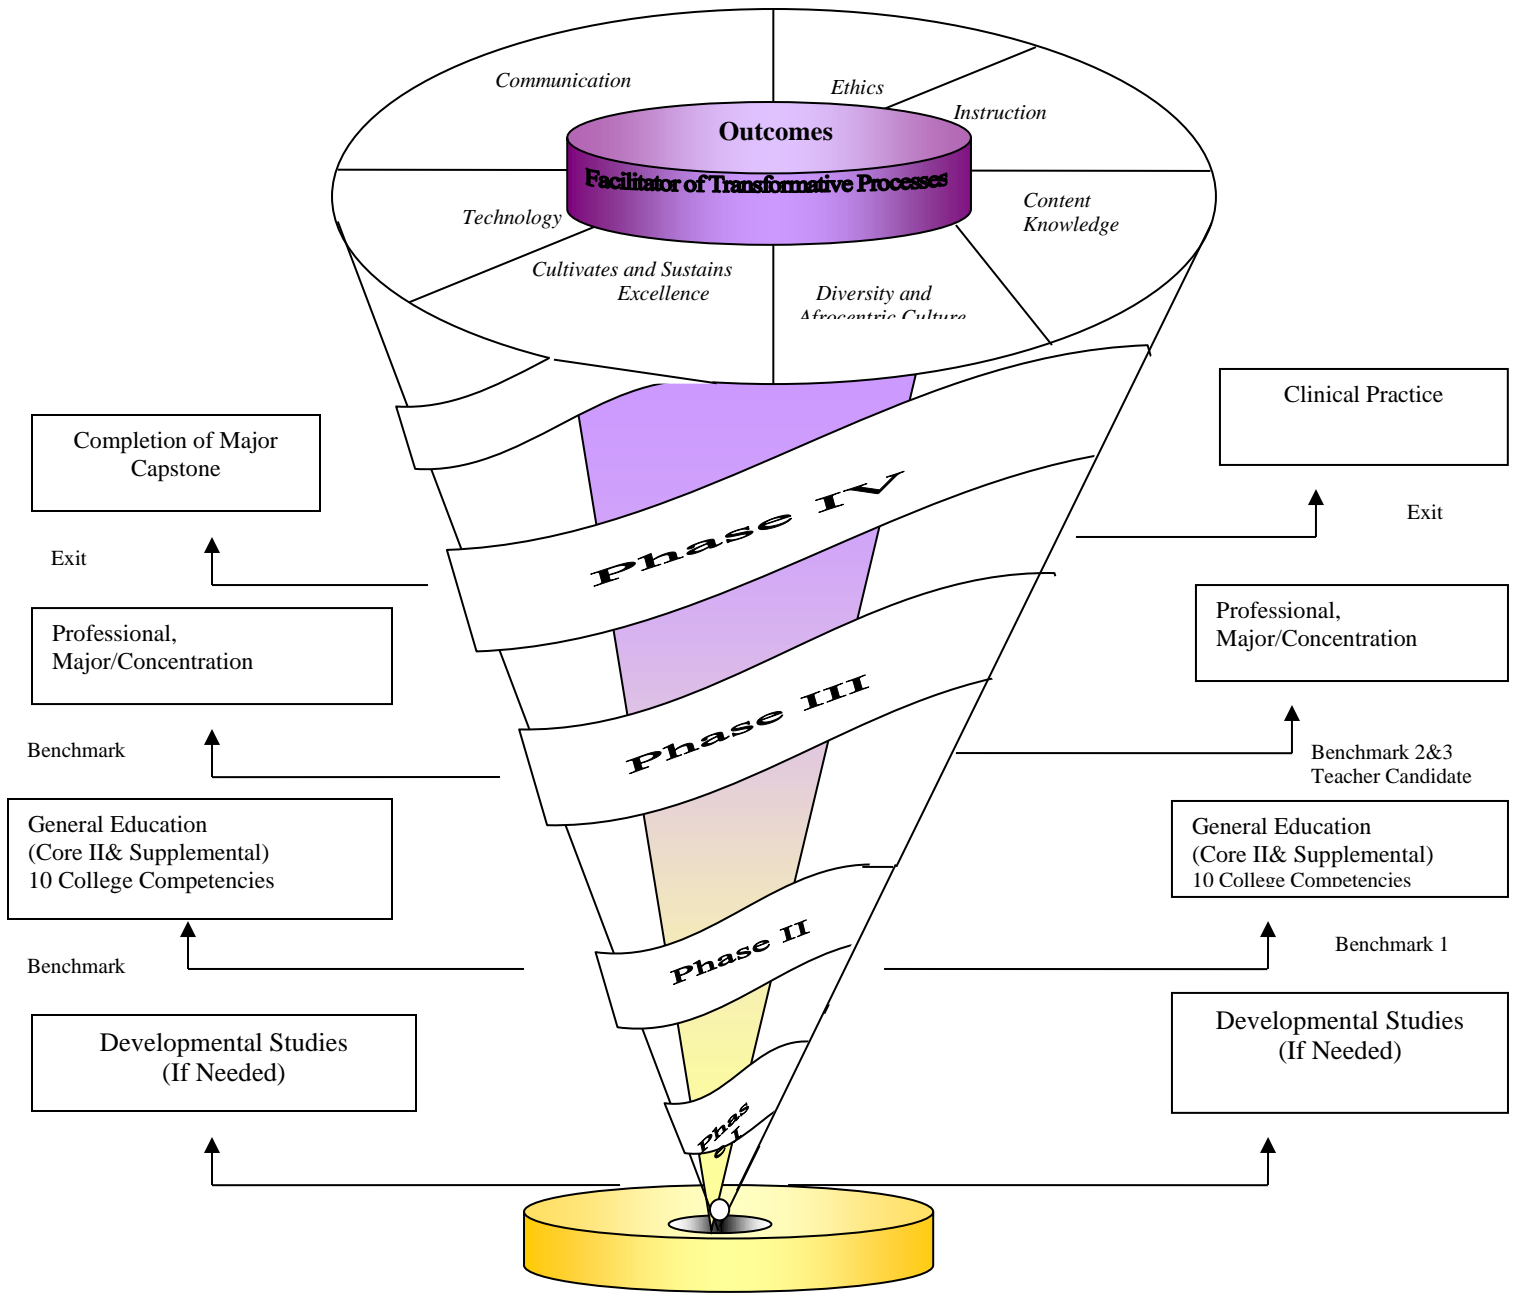 Communication
Ethics
Instruction
Outcomes
Facilitator of Transformative Processes
Content
Knowledge
Technology
Cultivates and Sustains
Excellence
Diversity and
Afrocentric Culture
Clinical Practice
Completion of Major
Capstone
Phase IV
Exit
Exit
Professional,
Major/Concentration
Professional,
Major/Concentration
Phase III
Benchmark
Benchmark 2&3
Teacher Candidate
General Education
(Core II& Supplemental)
10 College Competencies
General Education
(Core II& Supplemental)
10 College Competencies
Phase II
Benchmark
Benchmark 1
Developmental Studies
(If Needed)
Developmental Studies
(If Needed)
Phas
e I